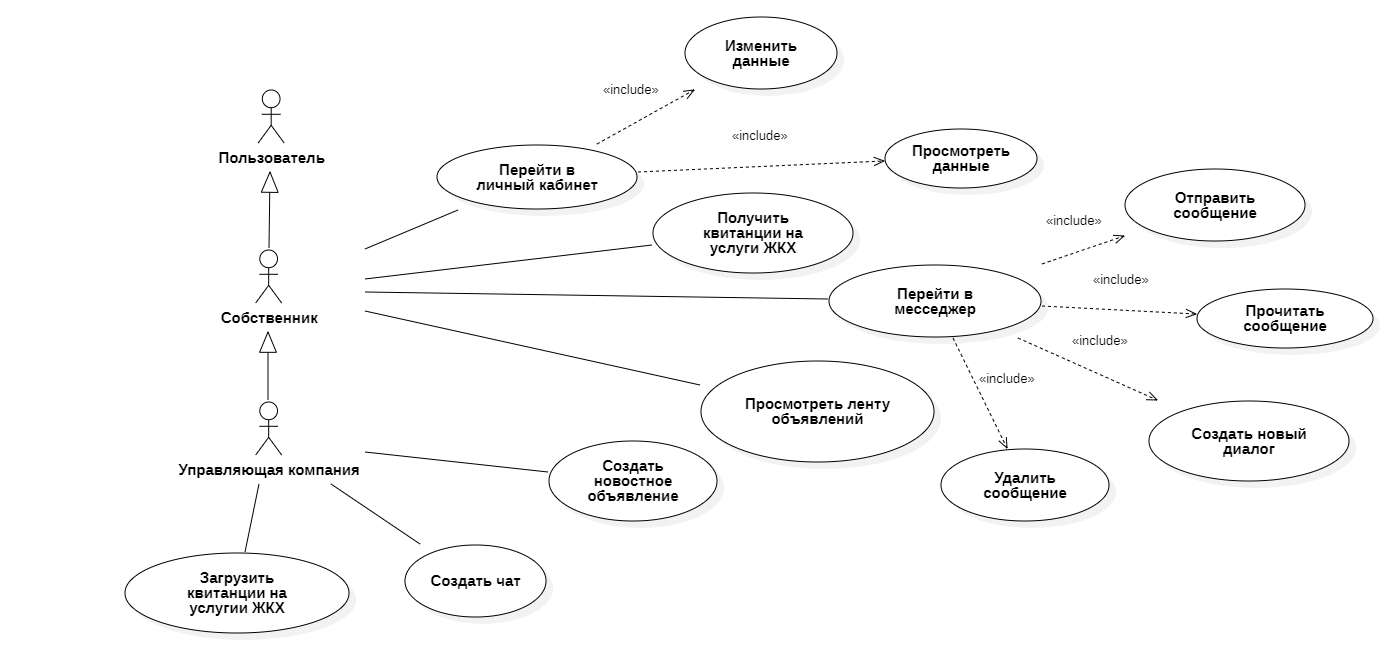 Изменить
данные
«include»
«include»
Пользователь
Перейти в
личный кабинет
Просмотреть
данные
Получить
квитанции на
услуги ЖКХ
Отправить
сообщение
«include»
Собственник
Перейти в
месседжер
«include»
Прочитать
сообщение
«include»
«include»
Просмотреть ленту
объявлений
Создать новый
диалог
Управляющая компания
Создать
новостное
объявление
Удалить
сообщение
Загрузить
квитанции на
услугии ЖКХ
Создать чат